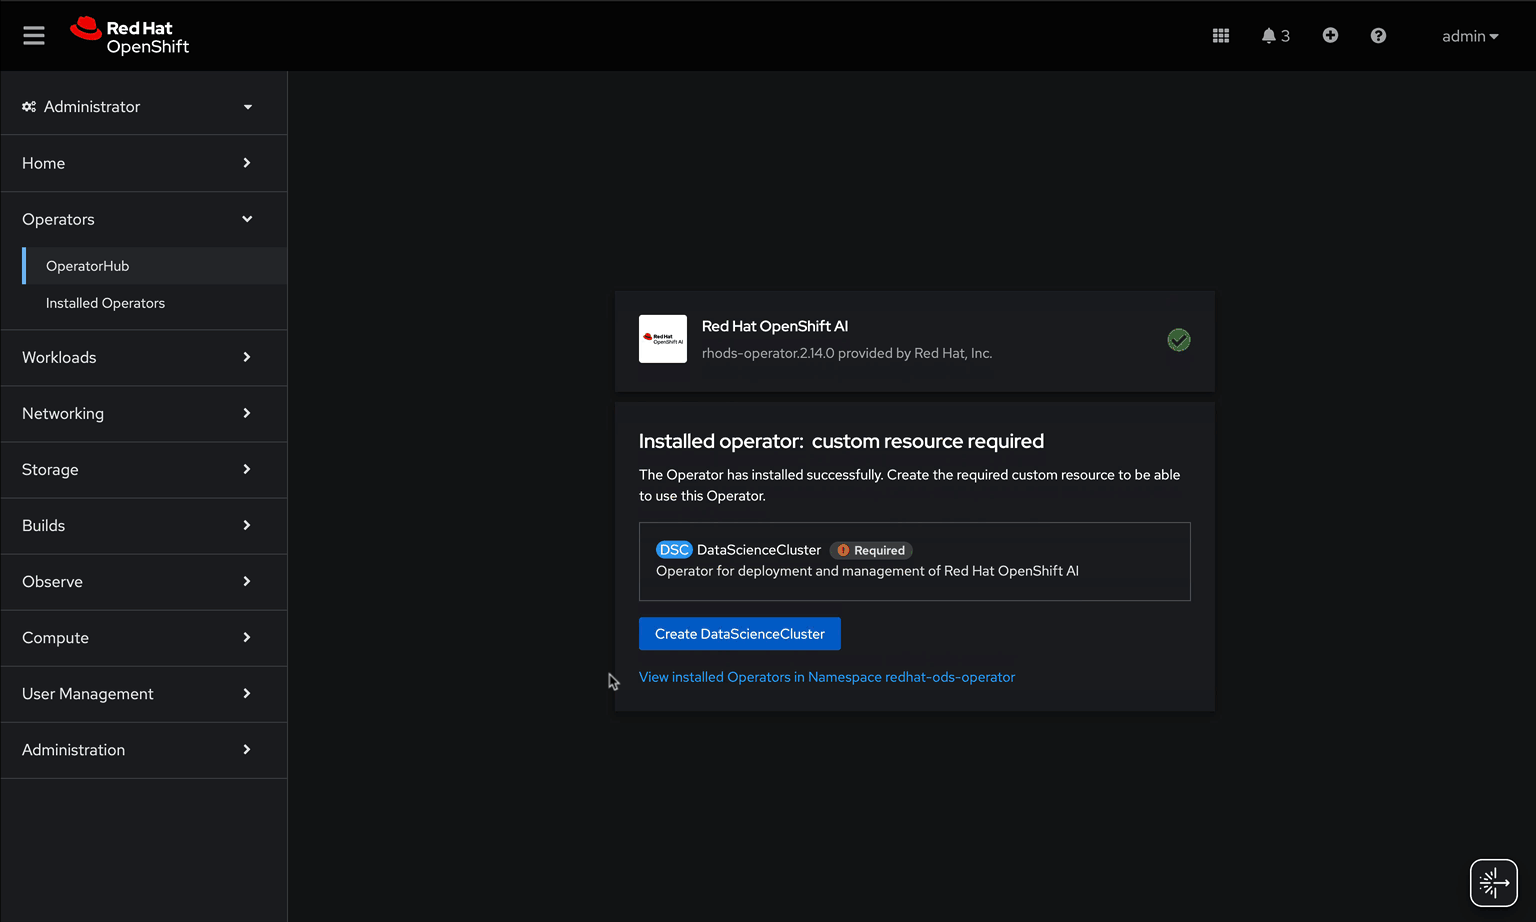 Red Hat
OpenShift
3
admin
Administrator
Home
Operators
OperatorHub
Installed Operators
Workloads
Networking
Storage
Builds
Observe
Compute
User Management
Administration
Red Hat
OpenShift AI
Red Hat OpenShift AI
rhods-operator.2.14.0 provided by Red Hat, Inc.
Installed operator: custom resource required
The Operator has installed successfully. Create the required custom resource to be able
to use this Operator.
DSC DataScienceCluster Required
Operator for deployment and management of Red Hat OpenShift AI
Create DataScienceCluster
View installed Operators in Namespace redhat-ods-operator